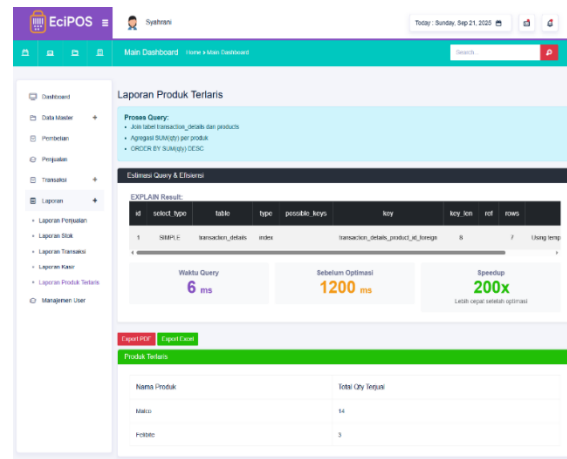 EciPOS
Syahrani
Today : Sunday, Sep 21, 2025
Main Dashboard Home » Main Dashboard
Search
Dashboard
Data Master +
Pembelian
Penjualan
Transaksi +
Laporan +
Laporan Penjualan
Laporan Stok
Laporan Transaksi
Laporan Kasir
Laporan Produk Terlaris
Manajemen User
Laporan Produk Terlaris
Proses Query:
• Join tabel transaction_details dan products
• Agregasi SUM(qty) per produk
• ORDER BY SUM(qty) DESC
Estimasi Query & Efisiensi
EXPLAIN Result:
id select_type table type possible_keys key key_len ref rows
1 SIMPLE transaction_details index transaction_details_product_id_foreign 8 7 Using temp
Waktu Query
6 ms
Sebelum Optimasi
1200 ms
Speedup
200x
Lebih cepat setelah optimasi
Export PDF Export Excel
Produk Terlaris
Nama Produk Total Qty Terjual
14
3